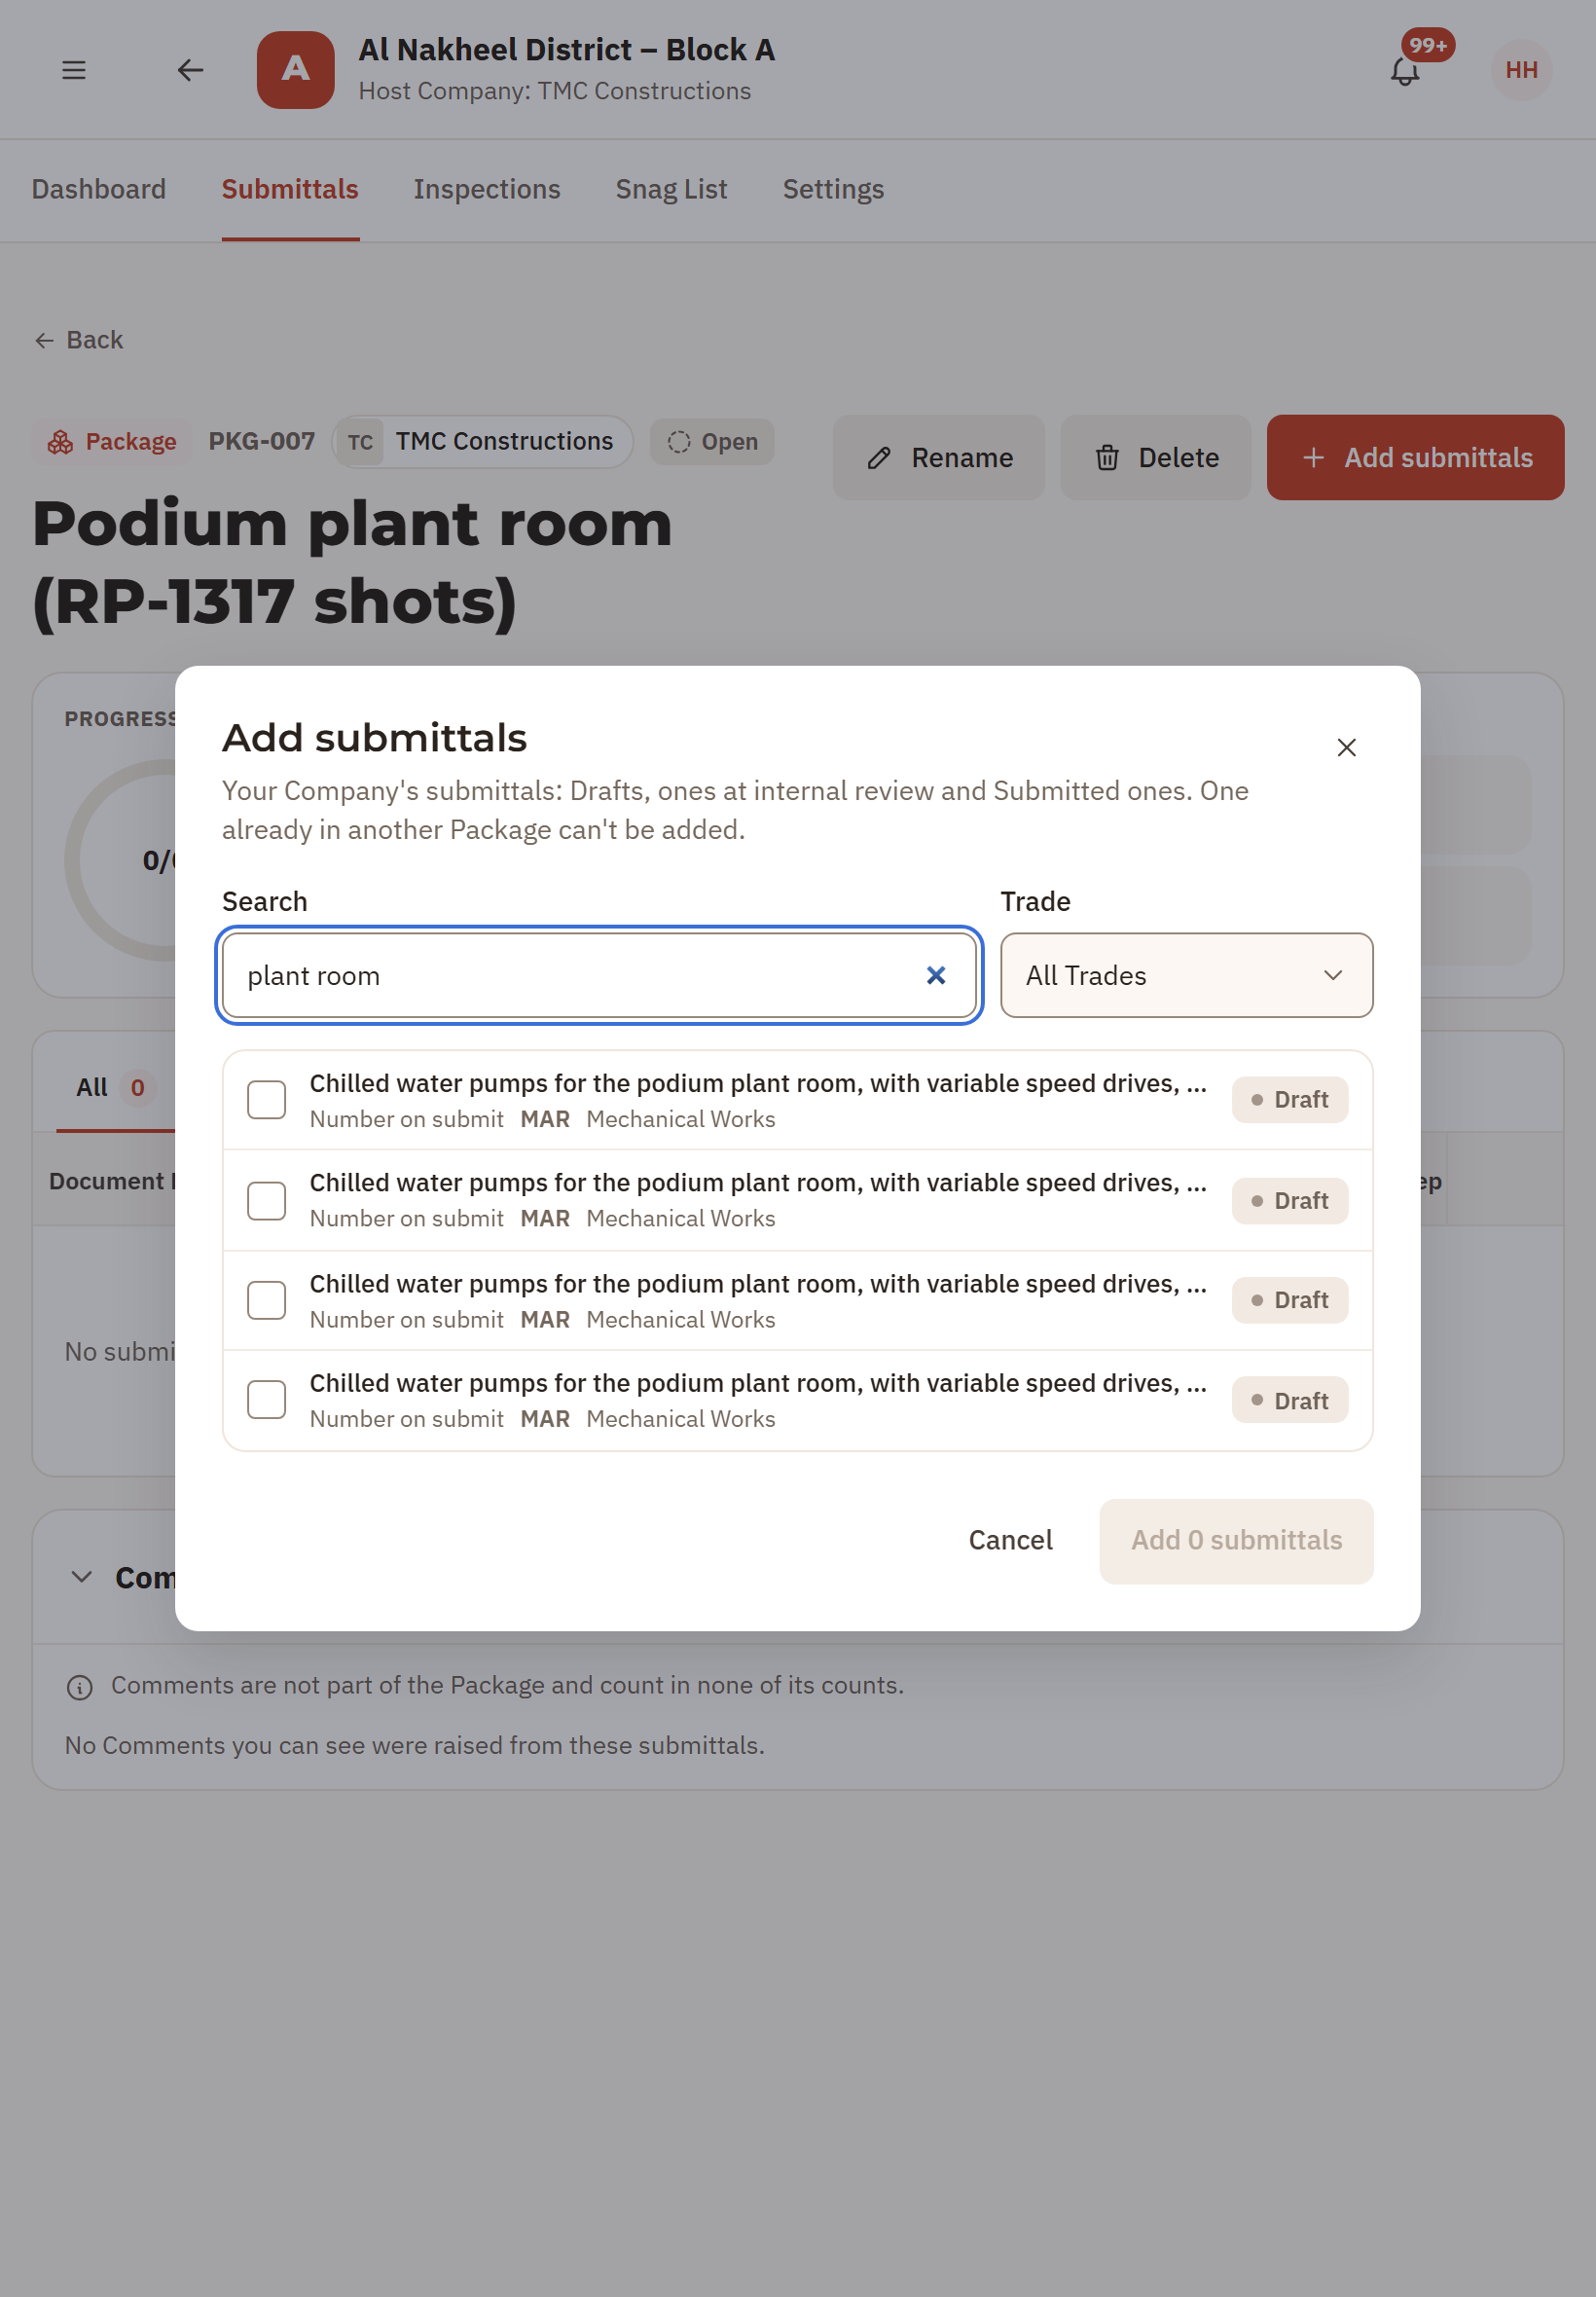 A
Al Nakheel District – Block A
Host Company: TMC Constructions
99+
HH
Dashboard
Submittals
Inspections
Snag List
Settings
Back
Package
PKG-007
TC
TMC Constructions
Open
Rename
Delete
Add submittals
Podium plant room
(RP-1317 shots)
PROGRESS
0/
Add submittals
Your Company's submittals: Drafts, ones at internal review and Submitted ones. One
already in another Package can't be added.
Search
Trade
plant room
All Trades
All 0
Document
ep
No submi
Chilled water pumps for the podium plant room, with variable speed drives, ...
Number on submit MAR Mechanical Works
Draft
Chilled water pumps for the podium plant room, with variable speed drives, ...
Number on submit MAR Mechanical Works
Draft
Chilled water pumps for the podium plant room, with variable speed drives, ...
Number on submit MAR Mechanical Works
Draft
Chilled water pumps for the podium plant room, with variable speed drives, ...
Number on submit MAR Mechanical Works
Draft
Cancel
Add 0 submittals
Com
Comments are not part of the Package and count in none of its counts.
No Comments you can see were raised from these submittals.